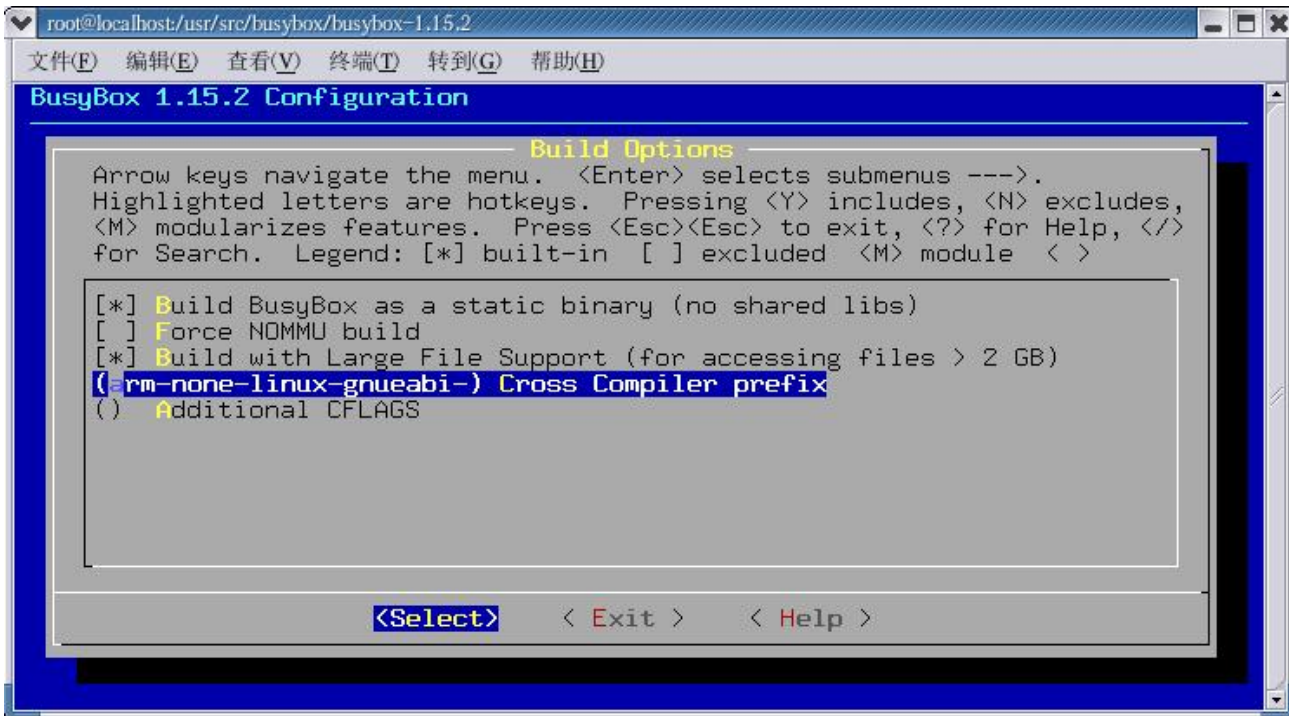 root@localhost:/usr/src/busybox/busybox-1.15.2
文件(F) 编辑(E) 查看(V) 终端(T) 转到(G) 帮助(H)
BusyBox 1.15.2 Configuration
Build Options
Arrow keys navigate the menu. <Enter> selects submenus --->.
Highlighted letters are hotkeys. Pressing <Y> includes, <N> excludes,
<M> modularizes features. Press <Esc><Esc> to exit, <?> for Help, </>
for Search. Legend: [*] built-in [ ] excluded <M> module < >
[*] Build BusyBox as a static binary (no shared libs)
[ ] Force NOMMU build
[*] Build with Large File Support (for accessing files > 2 GB)
(arm-none-linux-gnueabi-) Cross Compiler prefix
() Additional CFLAGS
<Select> < Exit > < Help >